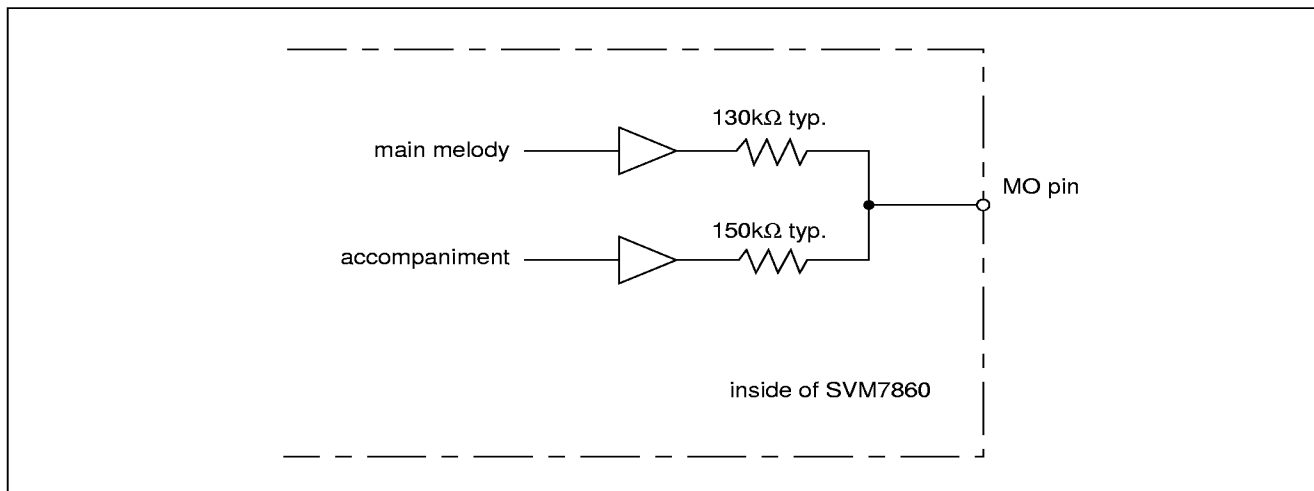 130kΩ typ.
main melody
MO pin
150kΩ typ.
accompaniment
inside of SVM7860